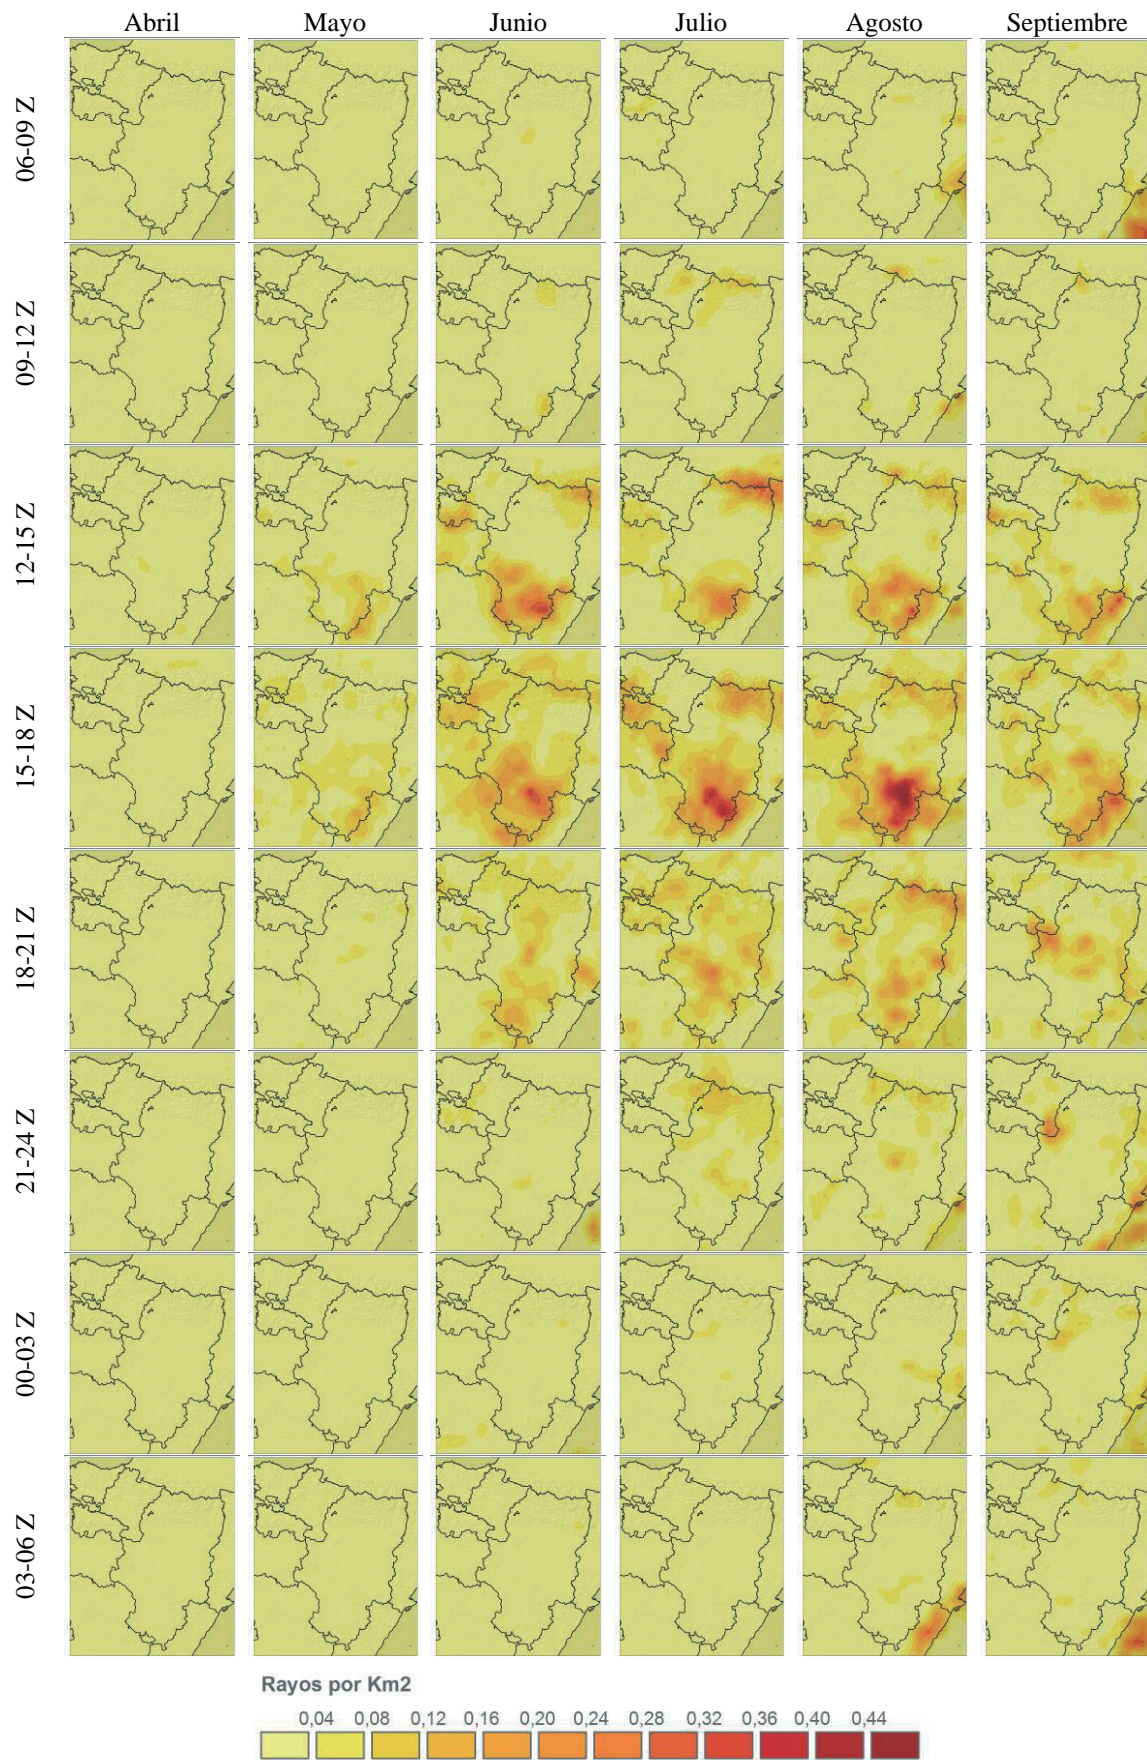 Abril Mayo Junio Julio Agosto Septiembre
06-09 Z
09-12 Z
12-15 Z
15-18 Z
18-21 Z
21-24 Z
00-03 Z
03-06 Z
Rayos por Km2
0,04 0,08 0,12 0,16 0,20 0,24 0,28 0,32 0,36 0,40 0,44